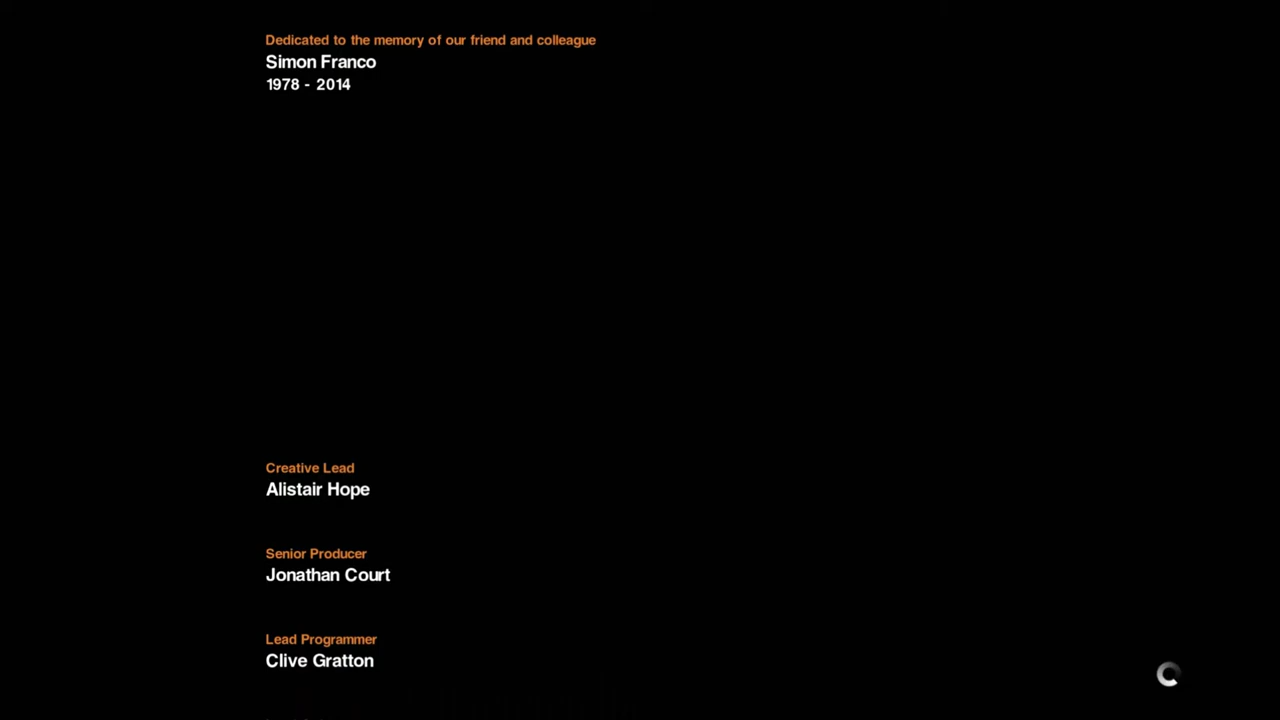 Dedicated to the memory of our friend and colleague
Simon Franco
1978 - 2014
Creative Lead
Alistair Hope
Senior Producer
Jonathan Court
Lead Programmer
Clive Gratton